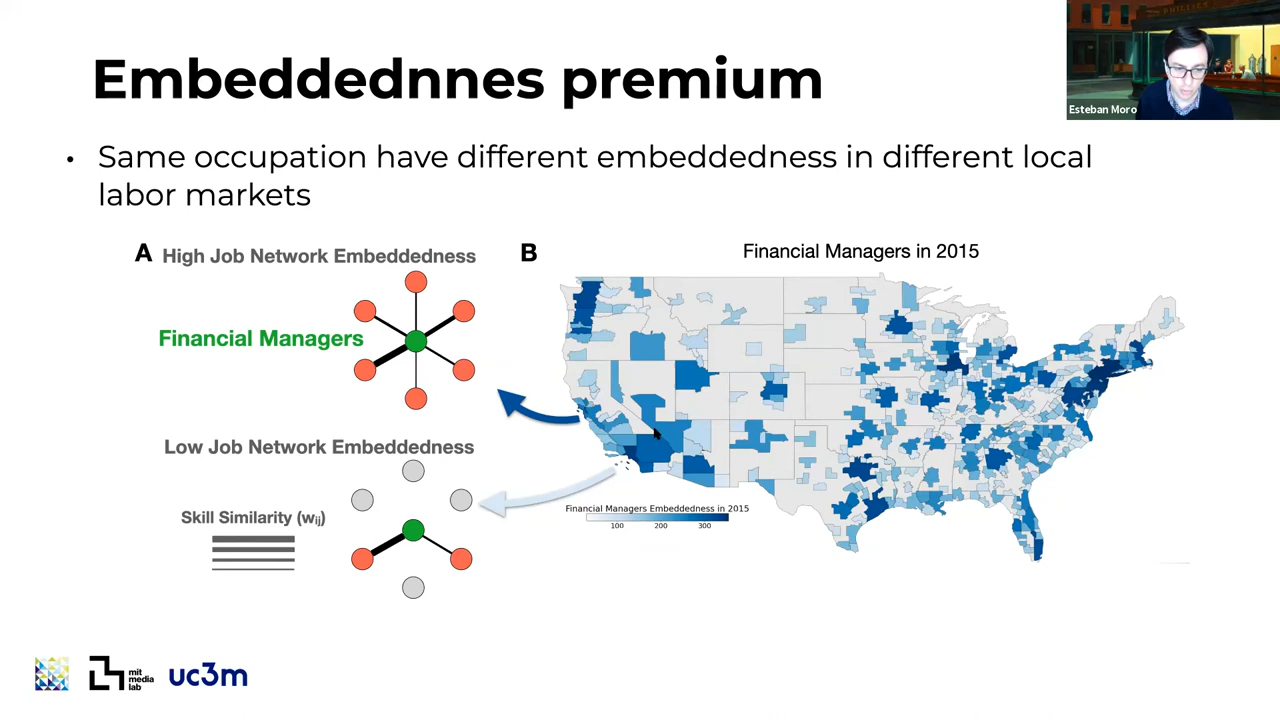 PHILLIES
Esteban Moro
Embeddednnes premium
• Same occupation have different embeddedness in different local
labor markets
A High Job Network Embeddedness
Financial Managers
Low Job Network Embeddedness
Skill Similarity (wij)
B Financial Managers in 2015
Financial Managers Embeddedness in 2015
100 200 300
mit
media
lab
uc3m